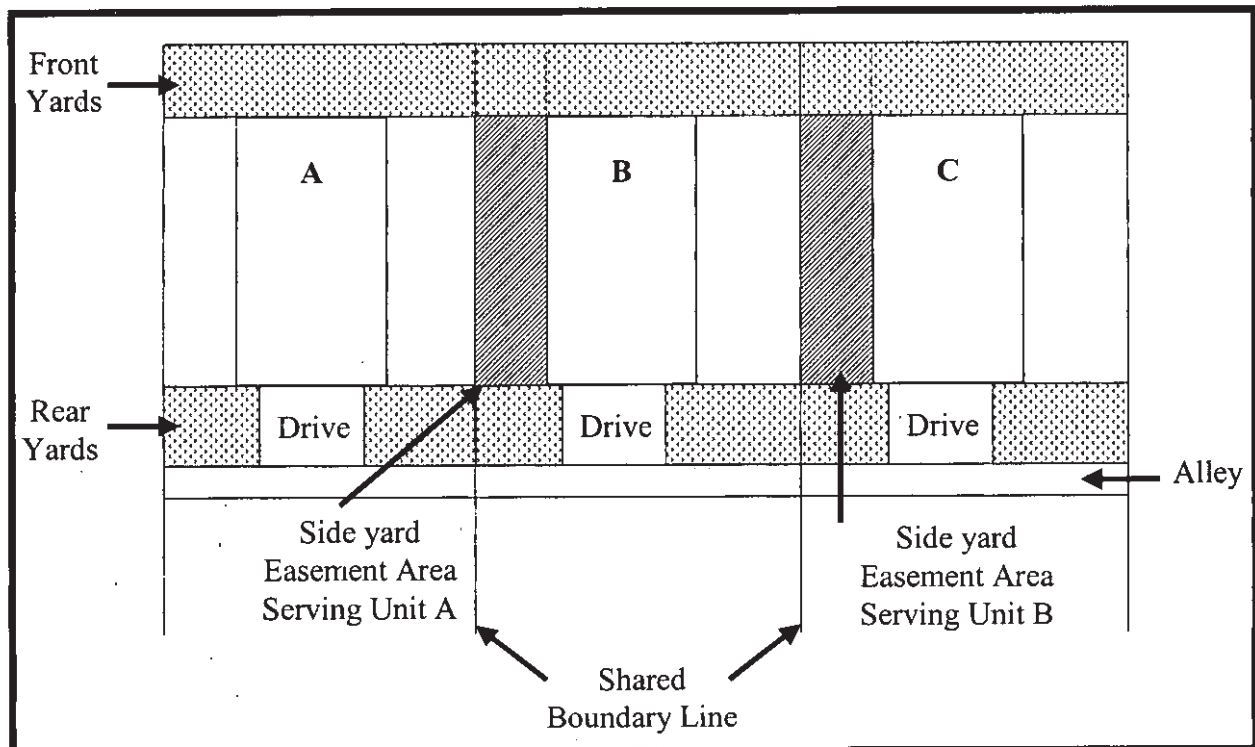 Front
Yards
A
B
C
Rear
Yards
Drive
Drive
Drive
Alley
Side yard
Easement Area
Serving Unit A
Side yard
Easement Area
Serving Unit B
Shared
Boundary Line